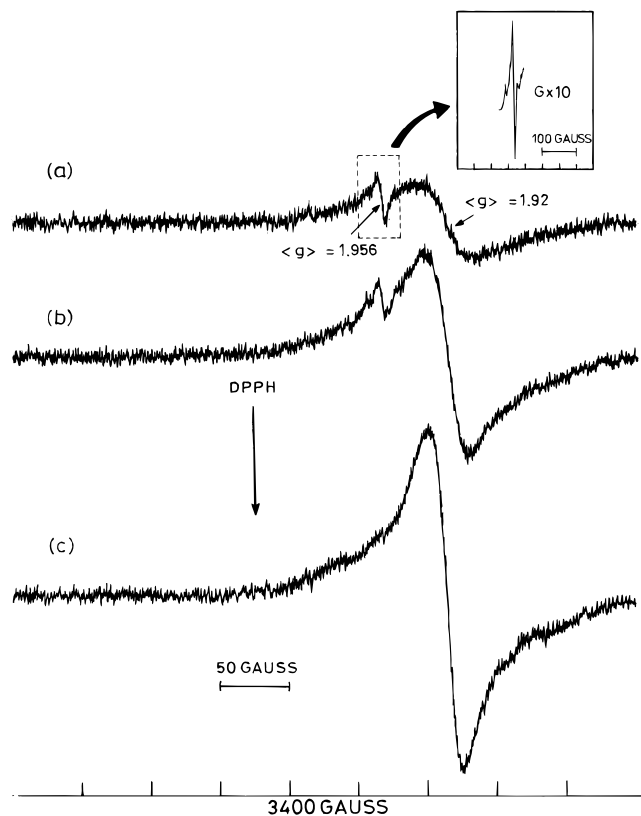 G x 10
100 GAUSS
(a)
<g> = 1.92
<g> = 1.956
(b)
DPPH
(c)
50 GAUSS
3400 GAUSS